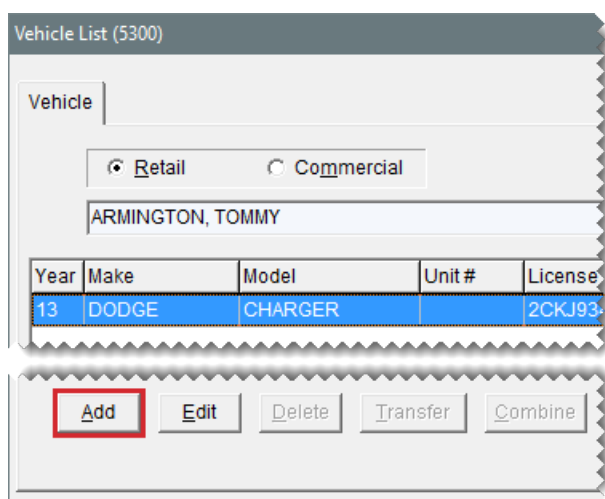 Vehicle List (5300)
Vehicle
Retail Commercial
ARMINGTON, TOMMY
Year Make Model Unit # License
13 DODGE CHARGER 2CKJ93
Add Edit Delete Transfer Combine